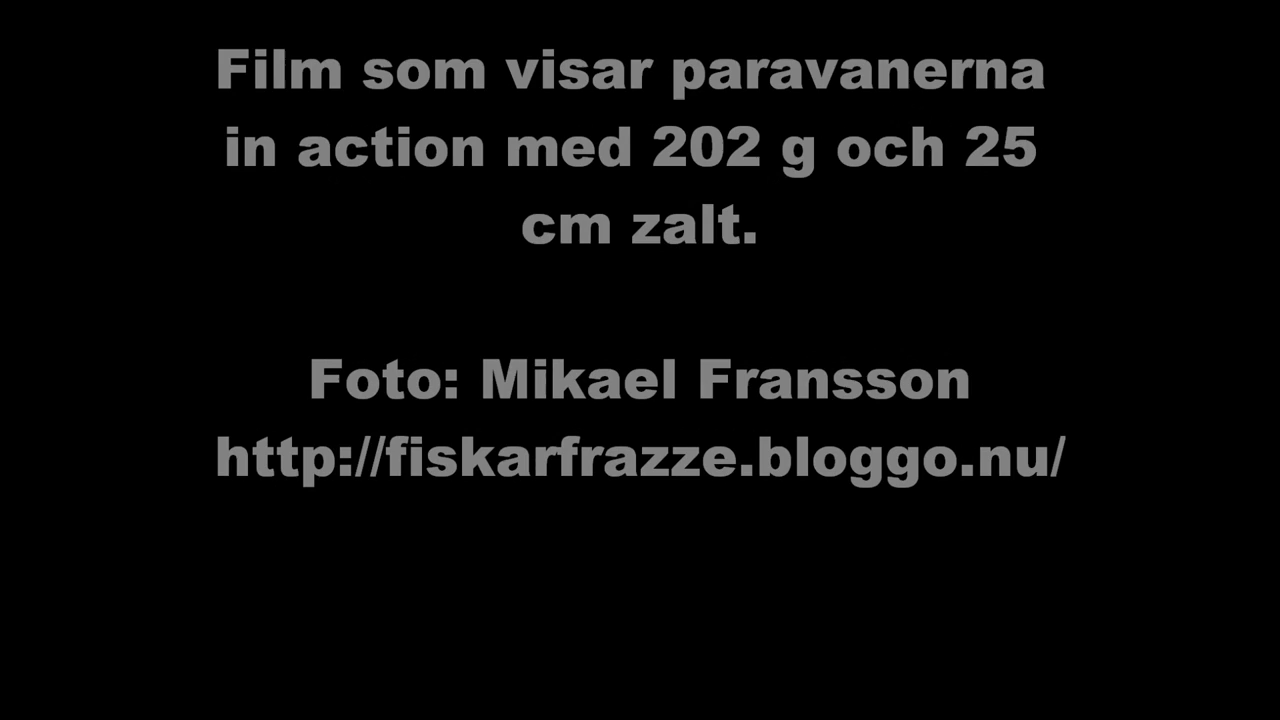 Film som visar paravanerna
in action med 202 g och 25
cm zalt.
Foto: Mikael Fransson
http://fiskarfrazze.bloggo.nu/